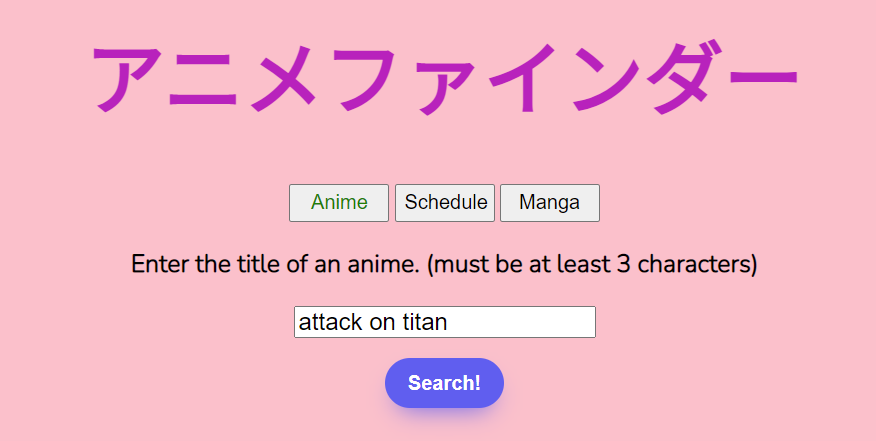 アニメファインダー
Anime Schedule Manga
Enter the title of an anime. (must be at least 3 characters)
attack on titan
Search!